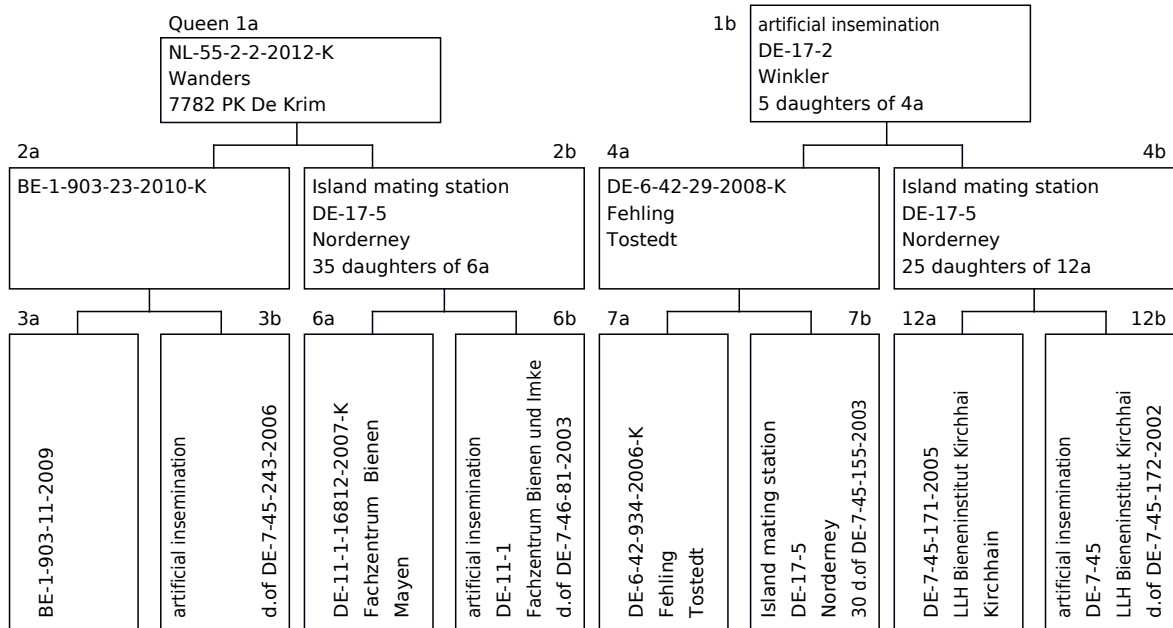 Queen 1a
NL-55-2-2-2012-K
Wanders
7782 PK De Krim
1b
artificial insemination
DE-17-2
Winkler
5 daughters of 4a
2a
BE-1-903-23-2010-K
2b
Island mating station
DE-17-5
Norderney
35 daughters of 6a
4a
DE-6-42-29-2008-K
Fehling
Tostedt
4b
Island mating station
DE-17-5
Norderney
25 daughters of 12a
3a
BE-1-903-11-2009
3b
artificial insemination
d.of DE-7-45-243-2006
6a
DE-11-1-16812-2007-K
Fachzentrum Bienen
Mayen
6b
artificial insemination
DE-11-1
Fachzentrum Bienen und Imke
d.of DE-7-46-81-2003
7a
DE-6-42-934-2006-K
Fehling
Tostedt
7b
Island mating station
DE-17-5
Norderney
30 d.of DE-7-45-155-2003
12a
DE-7-45-171-2005
LLH Bieneninstitut Kirchhai
Kirchhain
12b
artificial insemination
DE-7-45
LLH Bieneninstitut Kirchhai
d.of DE-7-45-172-2002